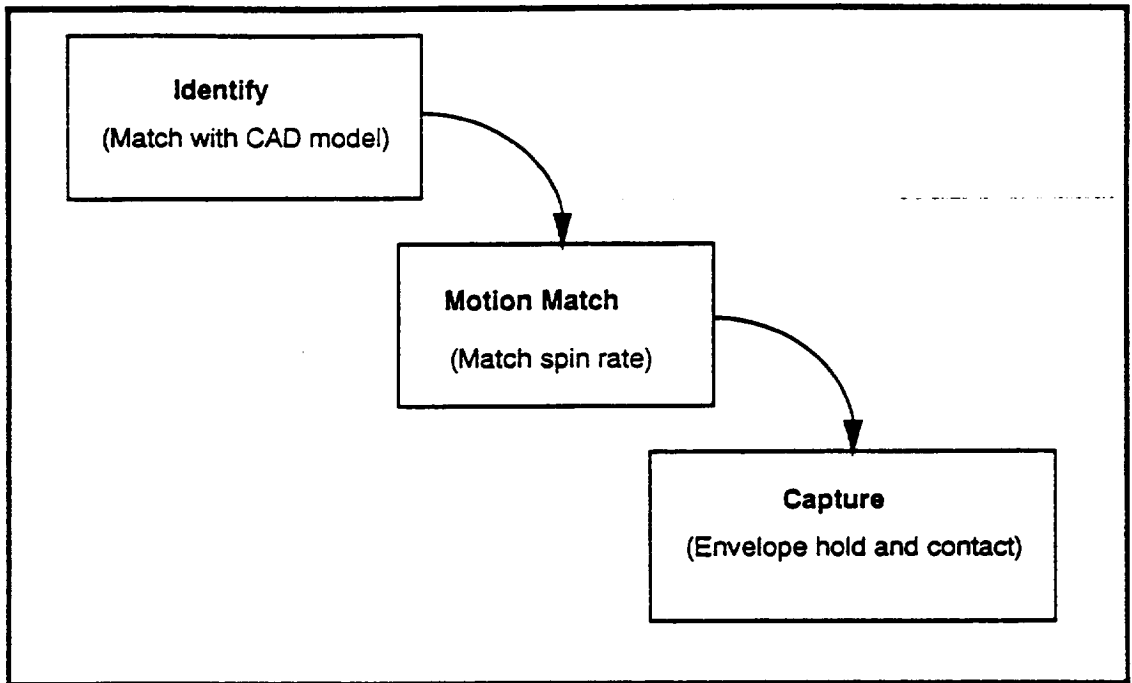 Identify
(Match with CAD model)
Motion Match
(Match spin rate)
Capture
(Envelope hold and contact)